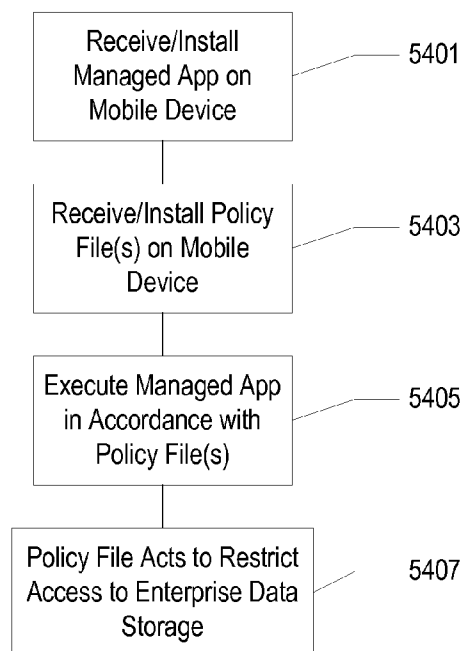 Receive/Install
Managed App on
Mobile Device
5401
Receive/Install Policy
File(s) on Mobile
Device
5403
Execute Managed App
in Accordance with
Policy File(s)
5405
Policy File Acts to Restrict
Access to Enterprise Data
Storage
5407